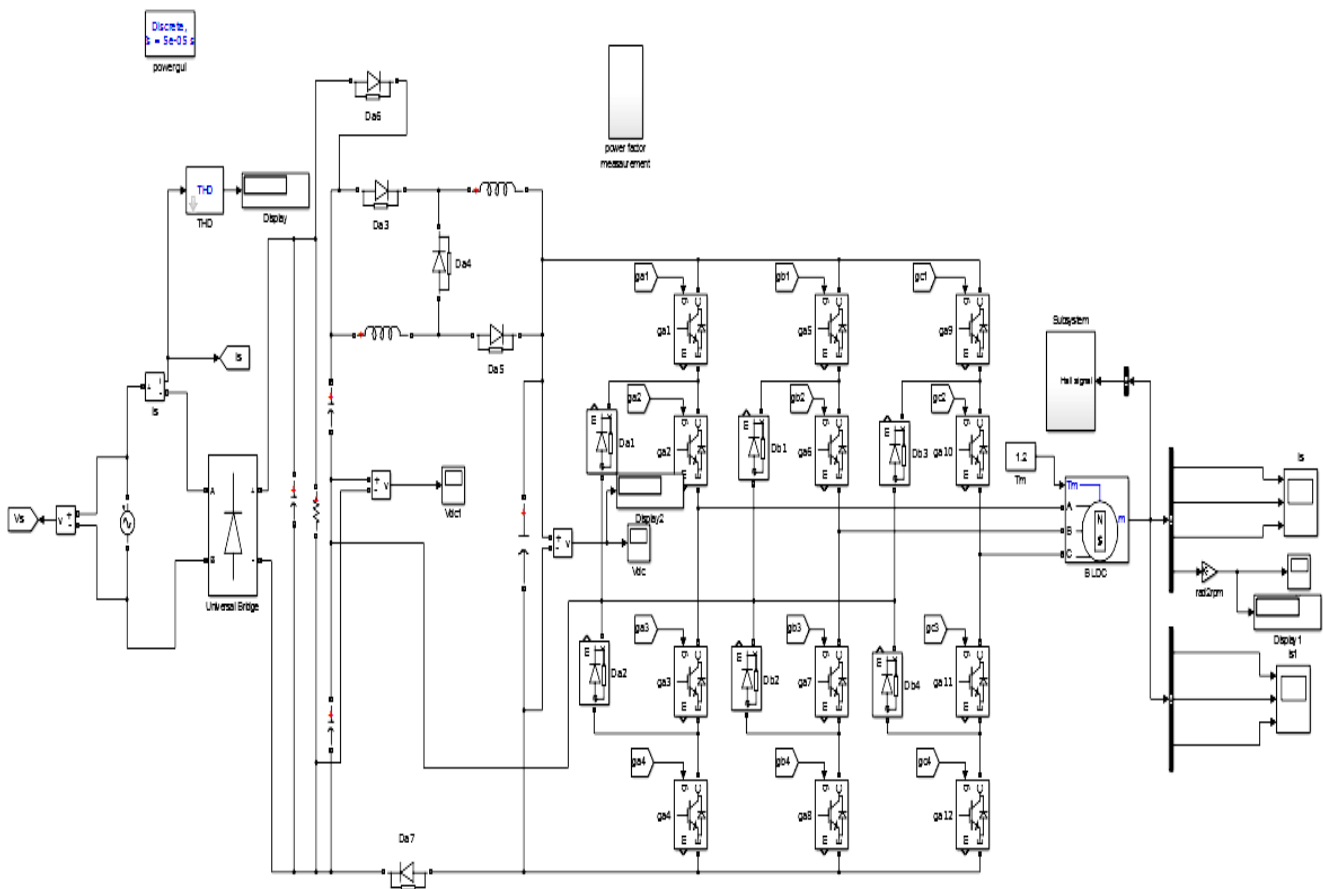 Discrete,
s = 5e-05 s
powergui
Da6
power factor
measaurement
THD
THD
Display
Da3
Da4
Da5
ga1
gb1
gc1
g C
g C
g C
ga1
ga5
ga9
E
E
E
Subsystem
Hall signal
Is
Is
ga2
gb2
gc2
E
Da1
E
Db1
E
Db3
g C
g C
g C
ga2
ga6
ga10
E
E
E
1.2
Tm
Is
Vs
v
+
-
A
B
+
-
Universal Bridge
+
-
v
Vdc1
Display2
+
-
v
Vdc
Tm
A
B
C
N
S
m
BLDC
rad2rpm
Display1
Is1
ga3
gb3
gc3
E
Da2
E
Db2
E
Db4
g C
g C
g C
ga3
ga7
ga11
E
E
E
ga4
gb4
gc4
g C
g C
g C
ga4
ga8
ga12
E
E
E
Da7